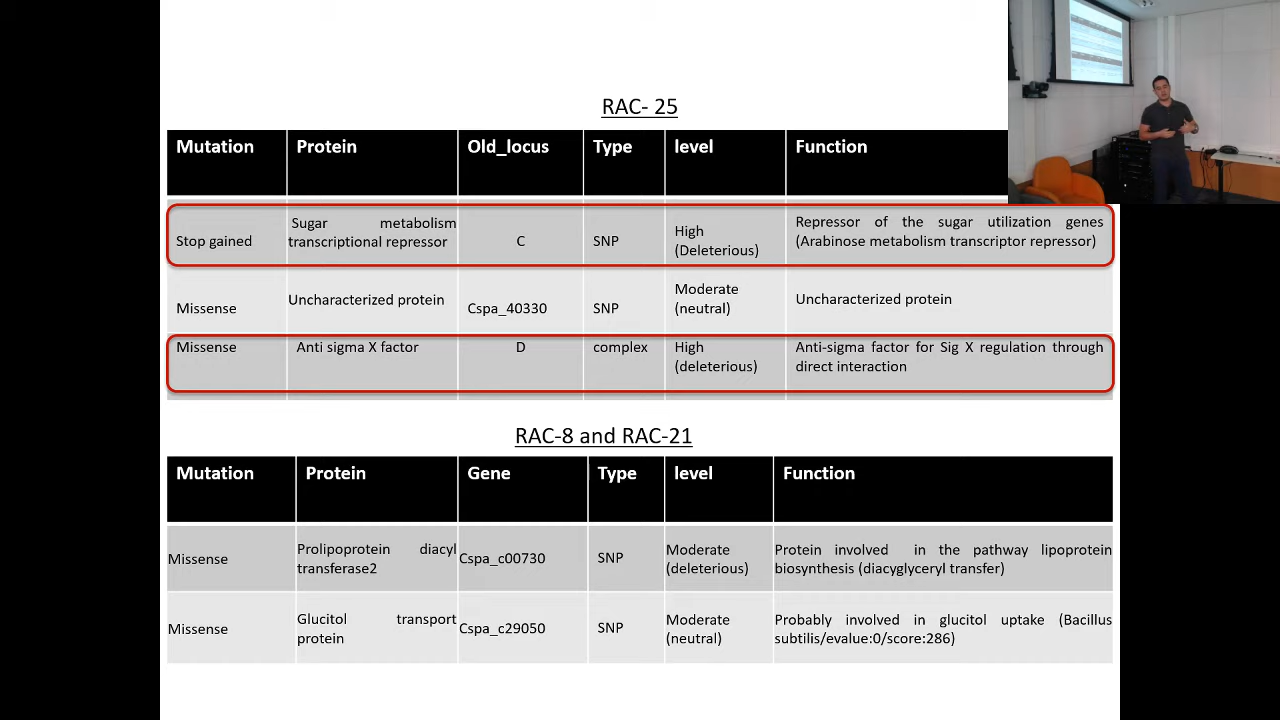 RAC- 25
Mutation Protein Old_locus Type level Function
Stop gained
Sugar metabolism
transcriptional repressor
C
SNP
High
(Deleterious)
Repressor of the sugar utilization genes
(Arabinose metabolism transcriptor repressor)
Missense
Uncharacterized protein
Cspa_40330
SNP
Moderate
(neutral)
Uncharacterized protein
Missense
Anti sigma X factor
D
complex
High
(deleterious)
Anti-sigma factor for Sig X regulation through
direct interaction
RAC-8 and RAC-21
Mutation Protein Gene Type level Function
Missense
Prolipoprotein diacyl
transferase2
Cspa_c00730
SNP
Moderate
(deleterious)
Protein involved in the pathway lipoprotein
biosynthesis (diacyglyceryl transfer)
Missense
Glucitol transport
protein
Cspa_c29050
SNP
Moderate
(neutral)
Probably involved in glucitol uptake (Bacillus
subtilis/evalue:0/score:286)